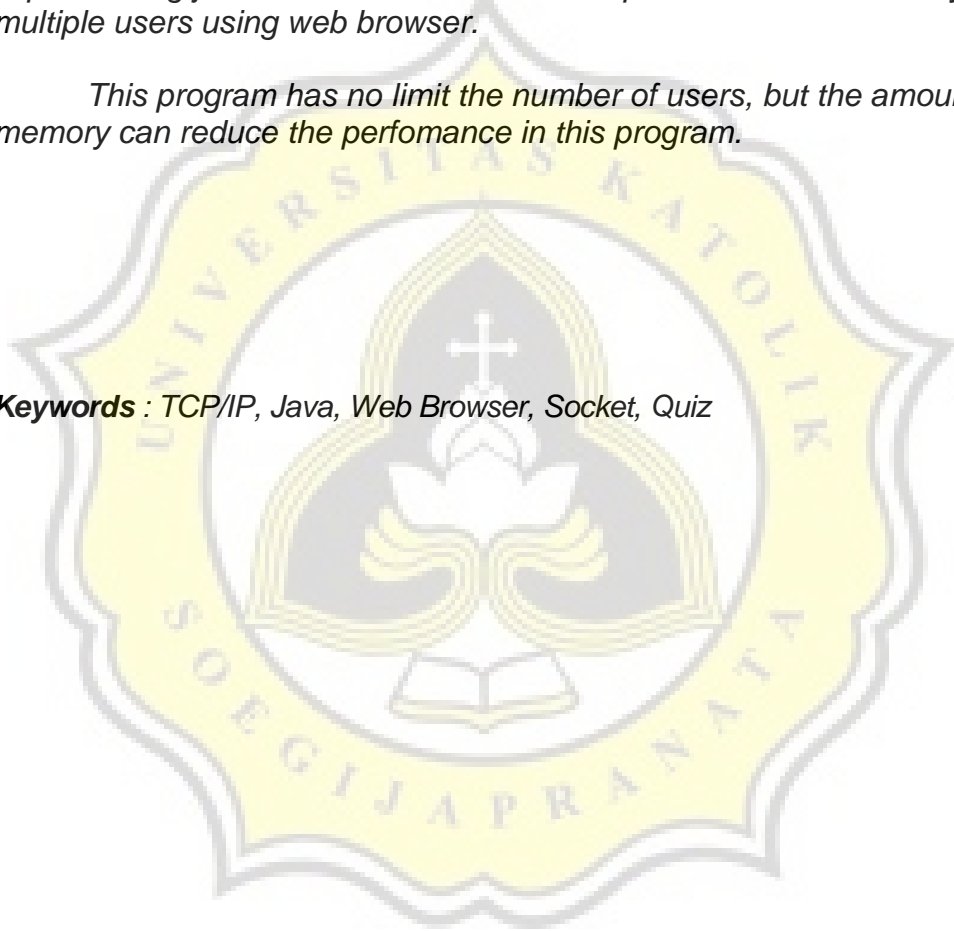 multiple users using web browser.
This program has no limit the number of users, but the
memory can reduce the perfomance in this program.
UNIVERSITAS KATOLIK
Keywords : TCP/IP, Java, Web Browser, Socket, Quiz
SOEGIJAPRANATA